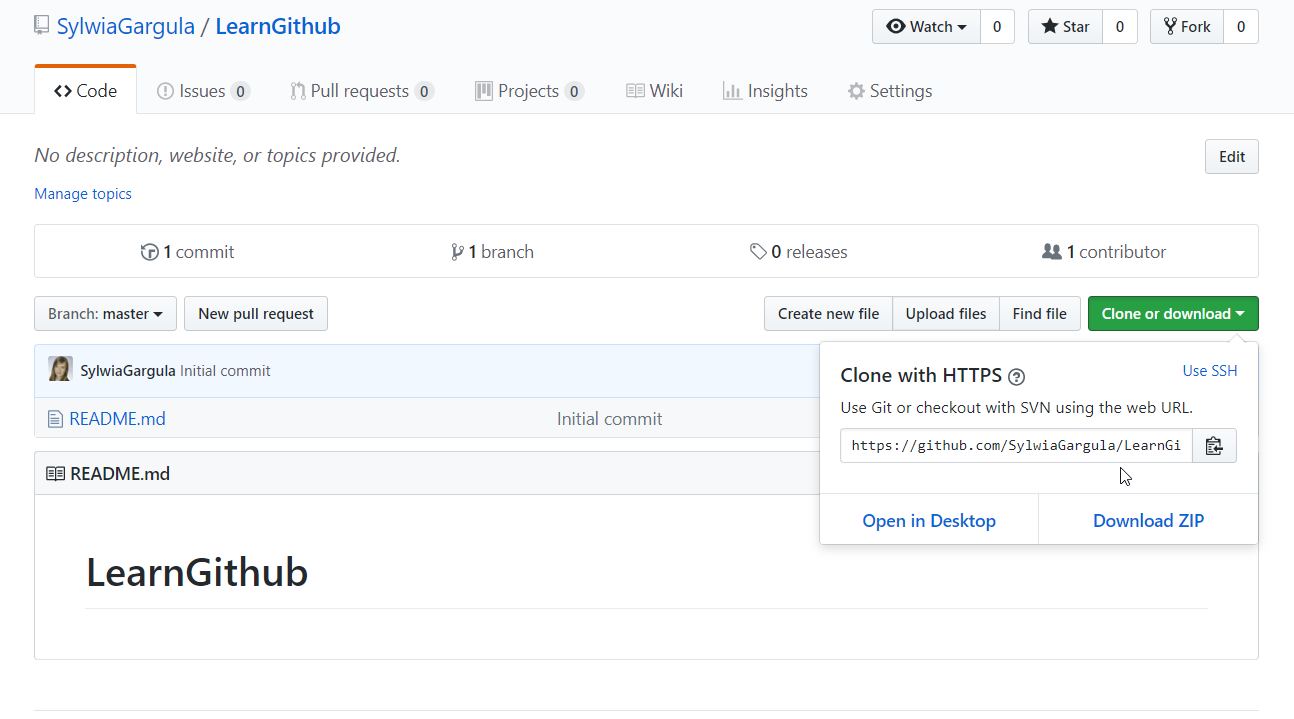 SylwiaGargula / LearnGithub
Watch 0 Star 0 Fork 0
Code Issues 0 Pull requests 0 Projects 0 Wiki Insights Settings
No description, website, or topics provided.
Edit
Manage topics
1 commit 1 branch 0 releases 1 contributor
Branch: master New pull request Create new file Upload files Find file Clone or download
SylwiaGargula Initial commit
README.md Initial commit
Clone with HTTPS ? Use SSH
Use Git or checkout with SVN using the web URL.
https://github.com/SylwiaGargula/LearnGi
Open in Desktop Download ZIP
README.md
LearnGithub